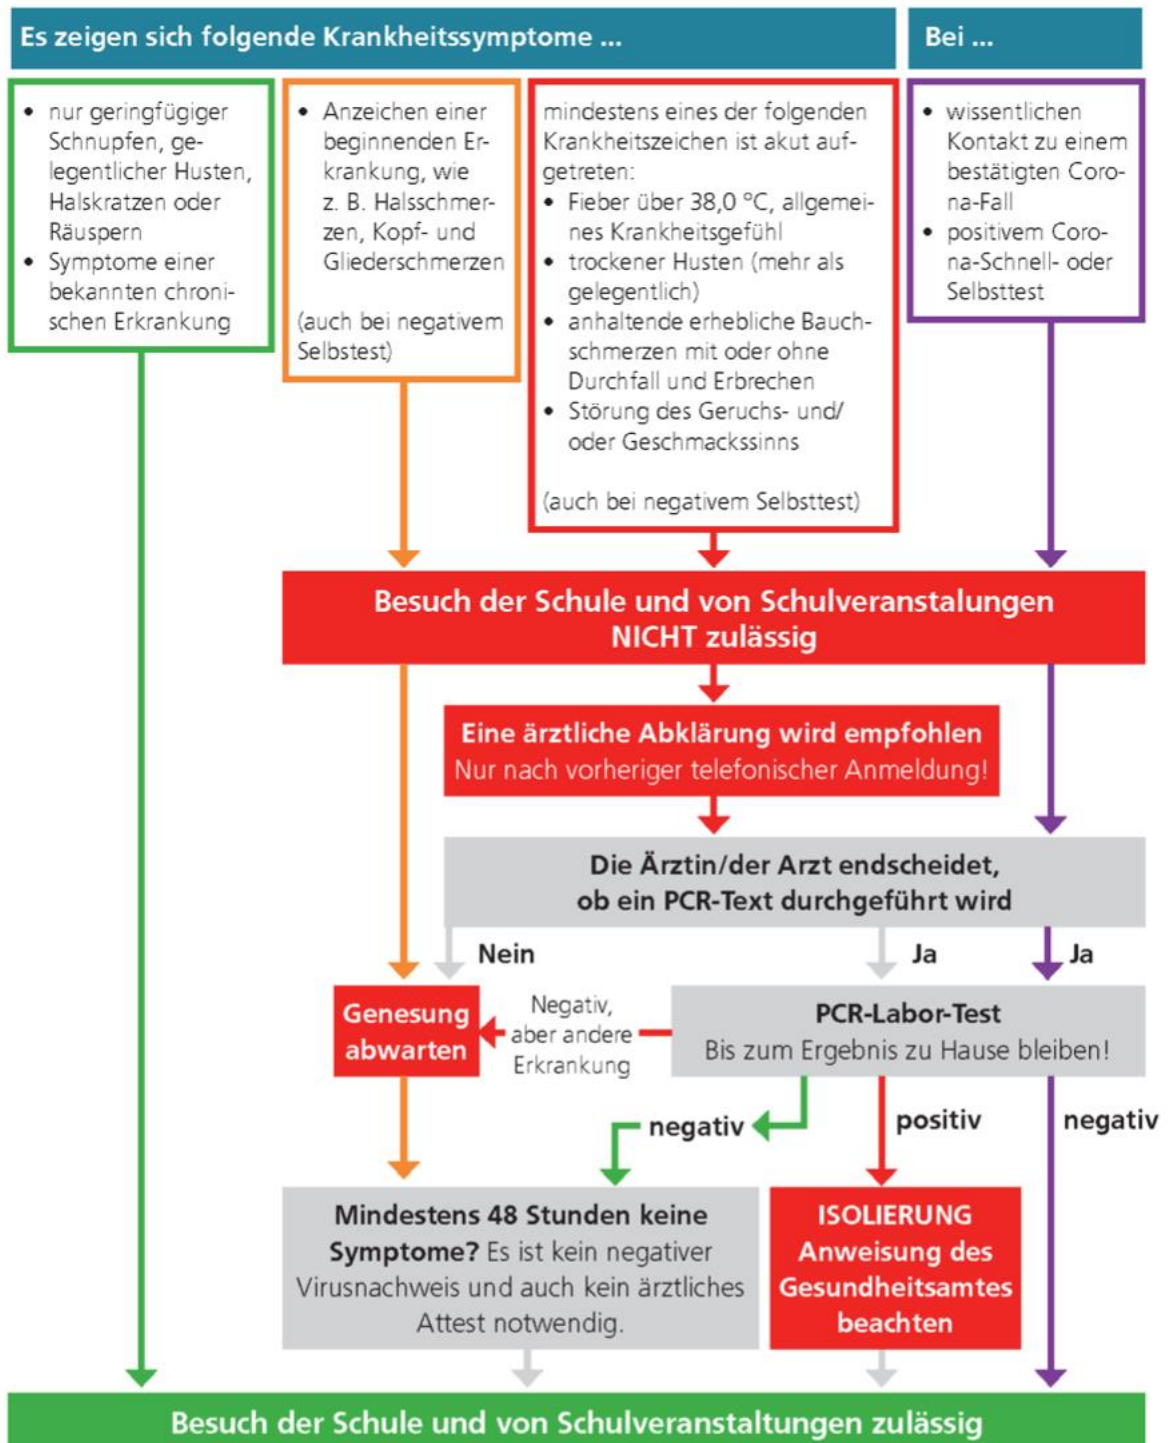 Es zeigen sich folgende Krankheitssymptome ...
Bei ...
• nur geringfügiger
Schnupfen, ge-
legentlicher Husten,
Halskratzen oder
Räuspern
• Symptome einer
bekannten chroni-
schen Erkrankung
• Anzeichen einer
beginnenden Er-
krankung, wie
z. B. Halsschmer-
zen, Kopf- und
Gliederschmerzen
(auch bei negativem
Selbstest)
mindestens eines der folgenden
Krankheitszeichen ist akut auf-
getreten:
• Fieber über 38,0 ºC, allgemei-
nes Krankheitsgefühl
• trockener Husten (mehr als
gelegentlich)
• anhaltende erhebliche Bauch-
schmerzen mit oder ohne
Durchfall und Erbrechen
• Störung des Geruchs- und/
oder Geschmackssinns
(auch bei negativem Selbsttest)
• wissentlichen
Kontakt zu einem
bestätigten Coro-
na-Fall
• positivem Coro-
na-Schnell- oder
Selbsttest
Besuch der Schule und von Schulveranstalungen
NICHT zulässig
Eine ärztliche Abklärung wird empfohlen
Nur nach vorheriger telefonischer Anmeldung!
Die Ärztin/der Arzt endscheidet,
ob ein PCR-Text durchgeführt wird
Nein
Ja
Ja
Genesung
abwarten
Negativ,
aber andere
Erkrankung
PCR-Labor-Test
Bis zum Ergebnis zu Hause bleiben!
negativ
positiv
negativ
Mindestens 48 Stunden keine
Symptome? Es ist kein negativer
Virusnachweis und auch kein ärztliches
Attest notwendig.
ISOLIERUNG
Anweisung des
Gesundheitsamtes
beachten
Besuch der Schule und von Schulveranstaltungen zulässig